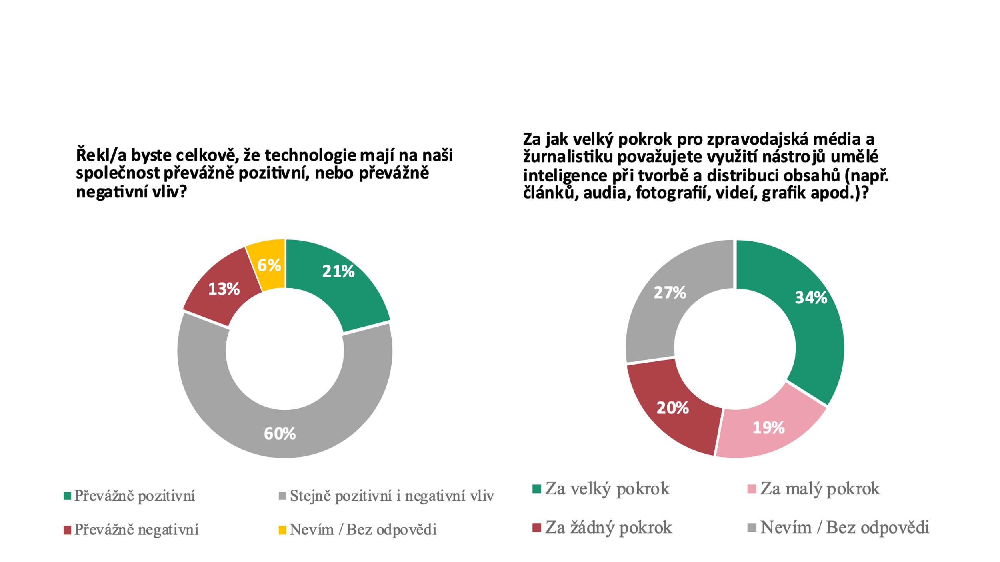 Řekl/a byste celkově, že technologie mají na naši
společnost převážně pozitivní, nebo převážně
negativní vliv?
6%
21%
13%
60%
Převážně pozitivní
Stejně pozitivní i negativní vliv
Převážně negativní
Nevím / Bez odpovědi
Za jak velký pokrok pro zpravodajská média a
žurnalistiku považujete využití nástrojů umělé
inteligence při tvorbě a distribuci obsahů (např.
článků, audia, fotografií, videí, grafik apod.)?
27%
34%
20%
19%
Za velký pokrok
Za malý pokrok
Za žádný pokrok
Nevím / Bez odpovědi